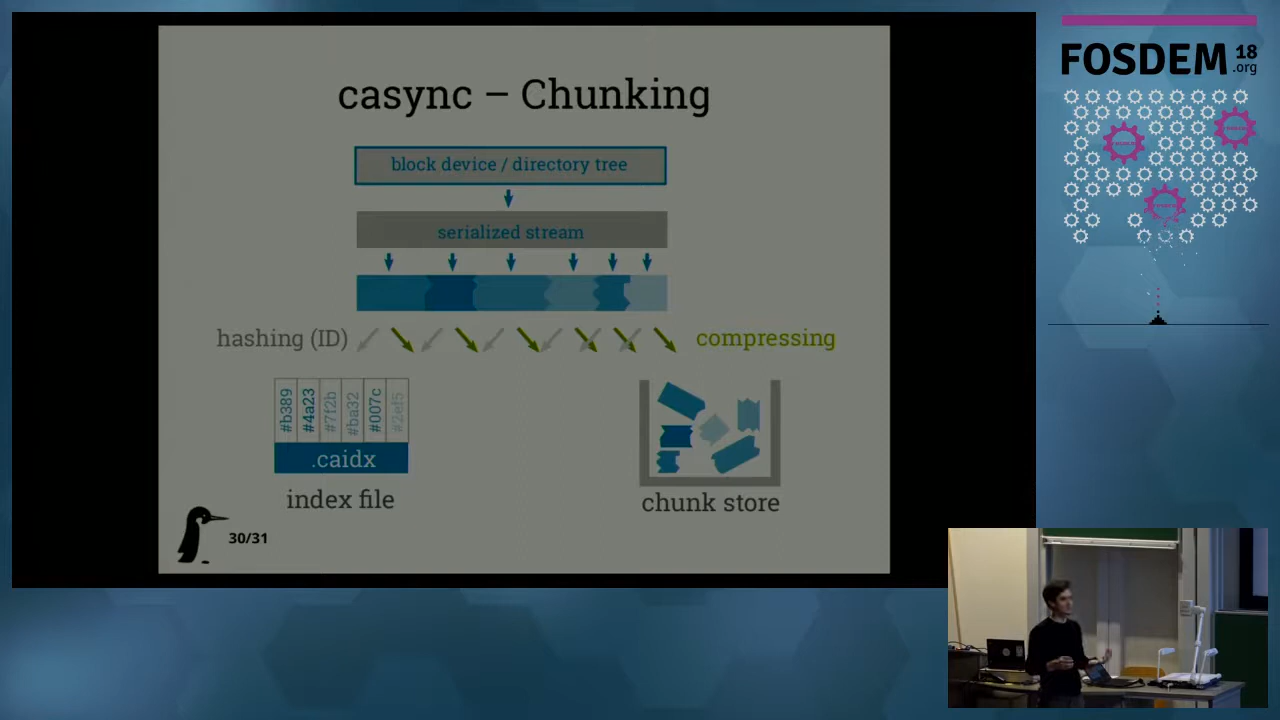 casync – Chunking
block device / directory tree
serialized stream
hashing (ID)
compressing
#b389
#4a23
#7f2b
#ba32
#007c
#2ef5
.caidx
index file
chunk store
30/31
FOSDEM 18
.org